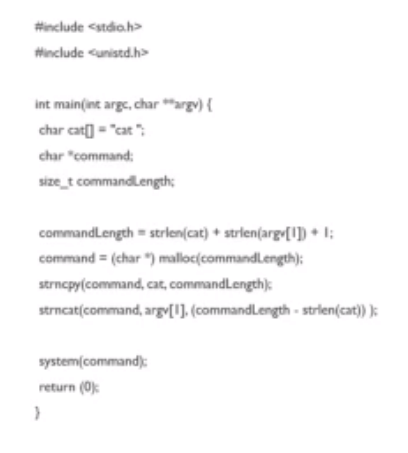 #include <stdio.h>
#include <unistd.h>
int main(int argc, char **argv) {
char cat[] = "cat ";
char *command;
size_t commandLength;
commandLength = strlen(cat) + strlen(argv[1]) + 1;
command = (char *) malloc(commandLength);
strncpy(command, cat, commandLength);
strncat(command, argv[1], (commandLength - strlen(cat)) );
system(command);
return (0);
}